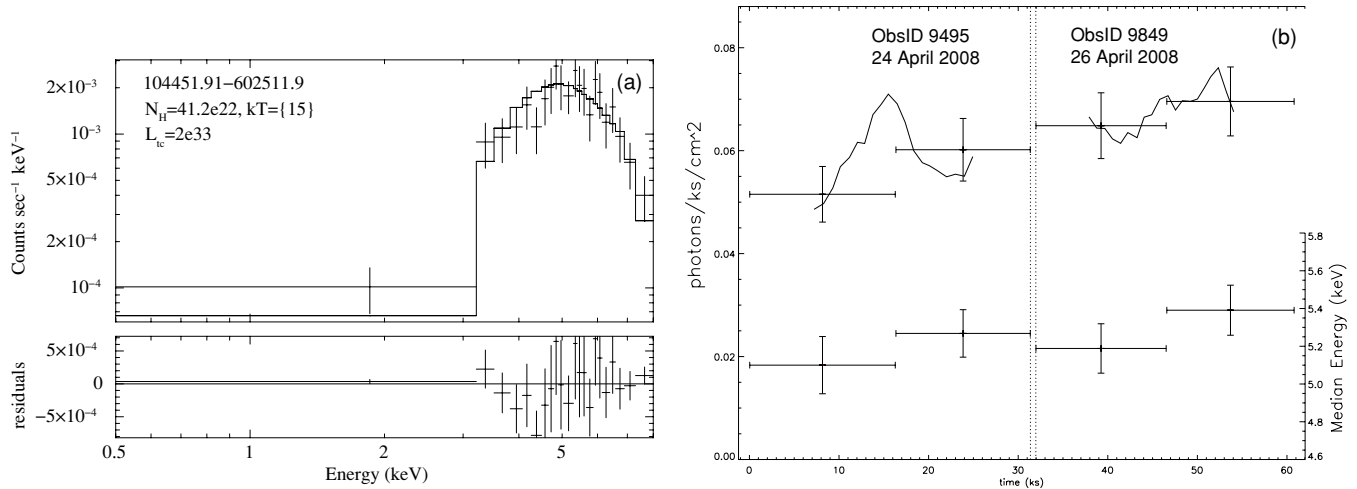 (a)
104451.91−602511.9
N_H=41.2e22, kT={15}
L_tc=2e33
Counts sec⁻¹ keV⁻¹
2×10⁻³
10⁻³
5×10⁻⁴
2×10⁻⁴
10⁻⁴
residuals
5×10⁻⁴
0
−5×10⁻⁴
0.5 1 2 5
Energy (keV)
(b)
ObsID 9495
24 April 2008
ObsID 9849
26 April 2008
photons/ks/cm^2
0.08
0.06
0.04
0.02
0.00
0 10 20 30 40 50 60
time (ks)
5.8
5.6
5.4
5.2
5.0
4.8
4.6
Median Energy (keV)